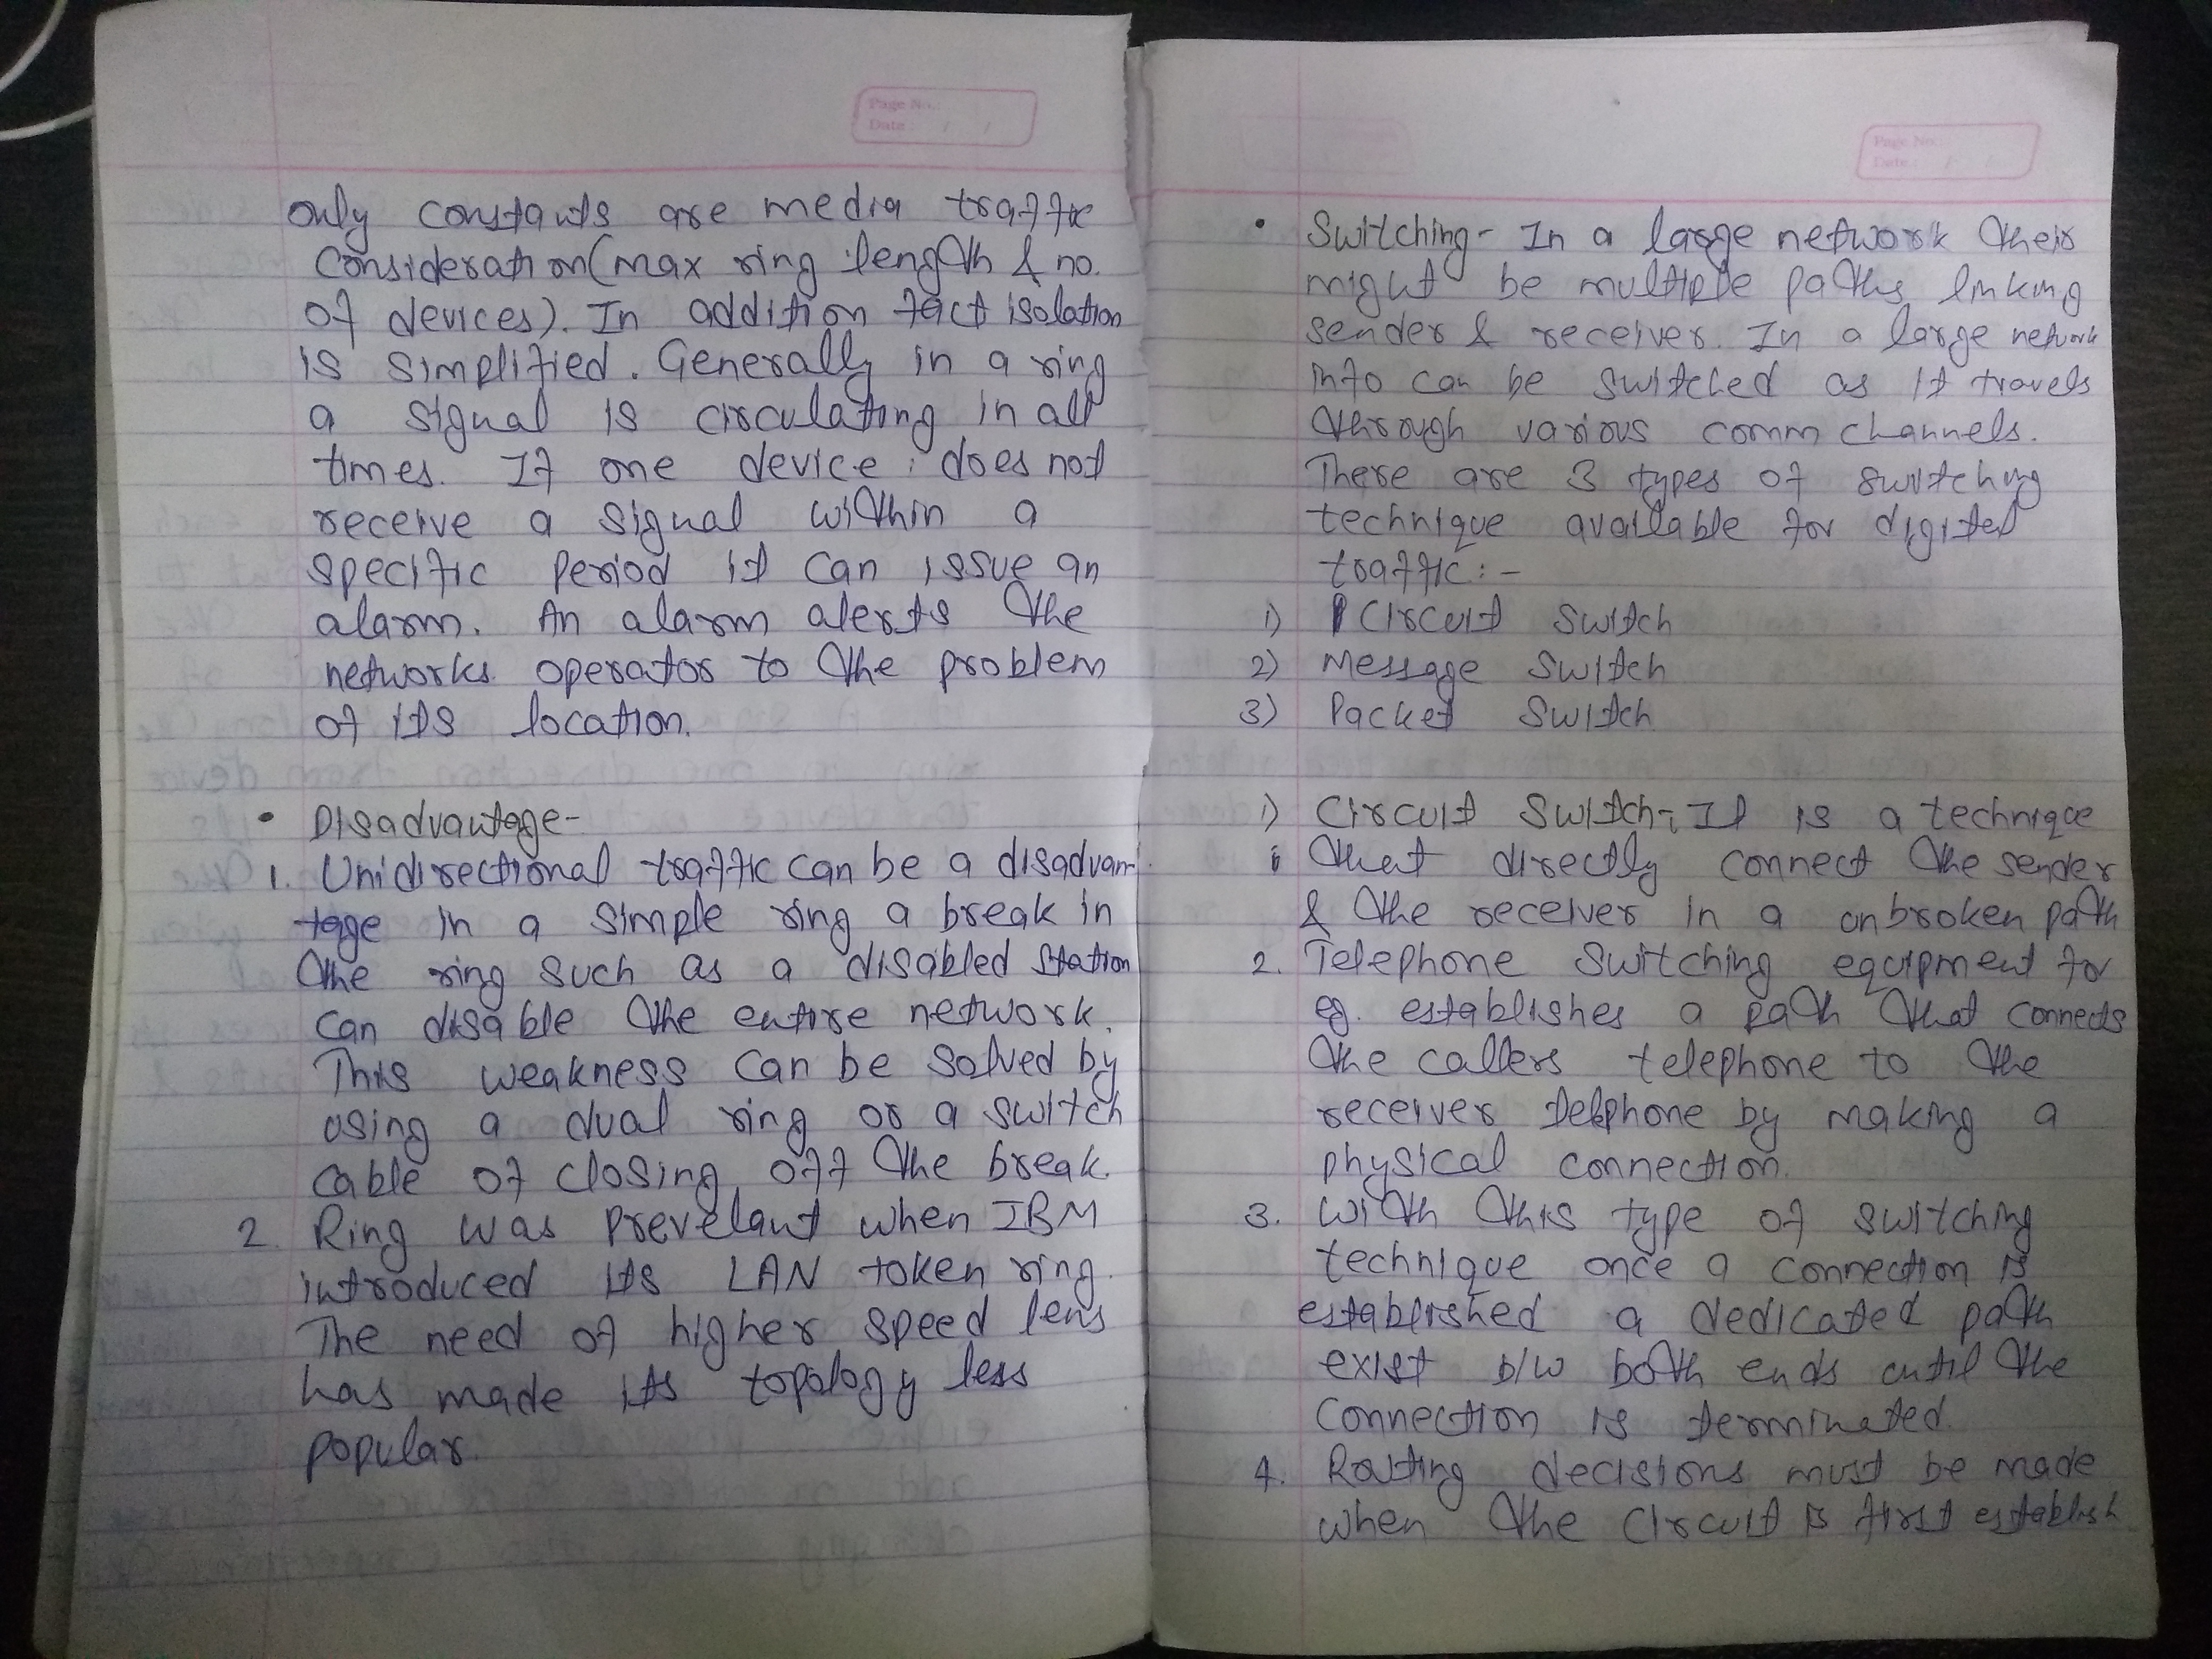 Page No.:
Date : / /
only constants are media traffic
consideration (max ring length & no.
of devices). In addition fact isolation
is simplified. Generally in a ring
a signal is circulating in all
times. If one device does not
receive a signal within a
specific period it can issue an
alarm. An alarm alerts the
networks operator to the problem
of its location.
• Disadvantage-
1. Unidirectional traffic can be a disadvan-
tage in a simple ring a break in
the ring such as a disabled station
can disable the entire network.
This weakness can be solved by
using a dual ring or a switch
cable of closing off the break.
2. Ring was prevelant when IBM
introduced its LAN token ring.
The need of higher speed lens
has made its topology less
popular.
Page No.:
Date : / /
• Switching- In a large network their
might be multiple paths linking
sender & receiver. In a large network
info can be switched as it travels
through various comm channels.
There are 3 types of switching
technique available for digital
traffic:-
1) Circuit Switch
2) Message Switch
3) Packet Switch
1) Circuit Switch- It is a technique
that directly connect the sender
& the receiver in a unbroken path
2. Telephone switching equipment for
eg. establishes a path that connects
the callers telephone to the
receiver telephone by making a
physical connection.
3. With this type of switching
technique once a connection is
established a dedicated path
exist b/w both ends until the
connection is terminated.
4. Routing decisions must be made
when the circuit is first establish